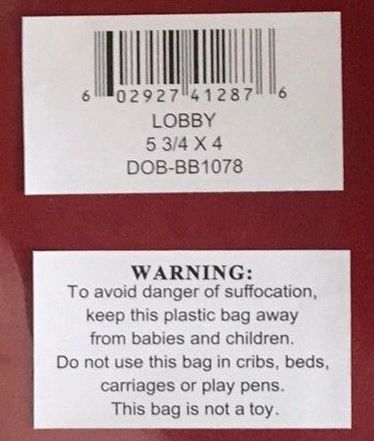 6 02927 41287 6
LOBBY
5 3/4 X 4
DOB-BB1078
WARNING:
To avoid danger of suffocation,
keep this plastic bag away
from babies and children.
Do not use this bag in cribs, beds,
carriages or play pens.
This bag is not a toy.